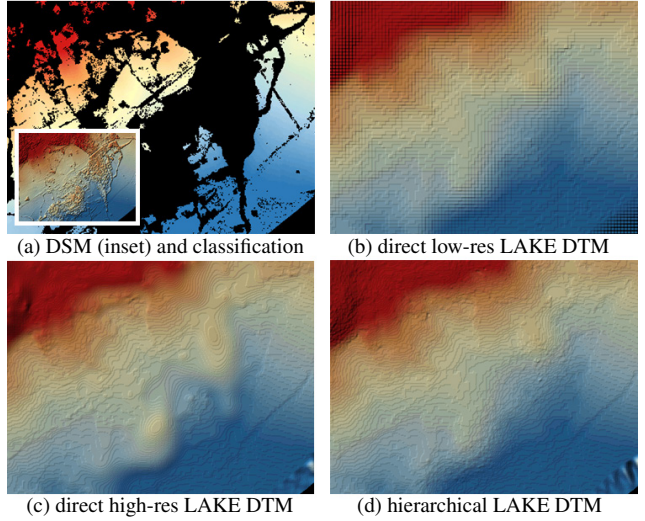 (a) DSM (inset) and classification
(b) direct low-res LAKE DTM
(c) direct high-res LAKE DTM
(d) hierarchical LAKE DTM